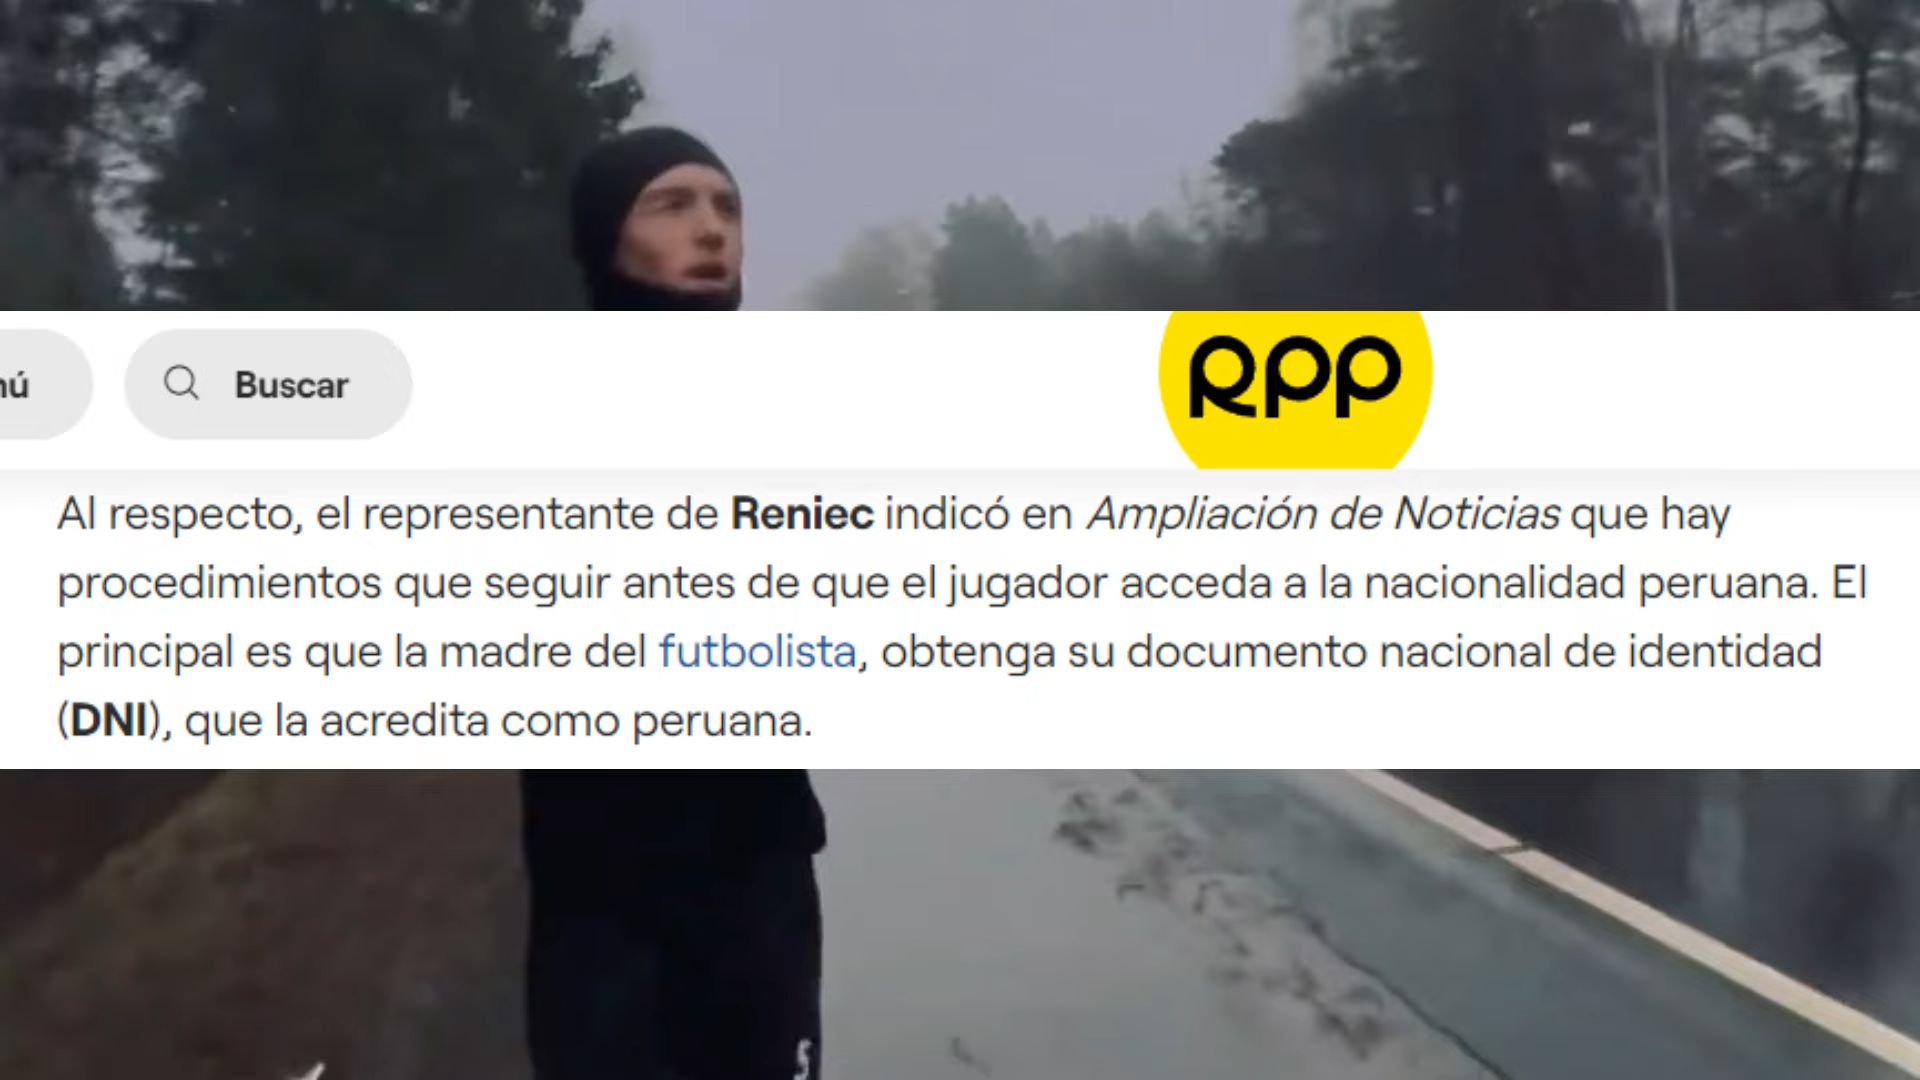 nú
Buscar
RPP
Al respecto, el representante de Reniec indicó en Ampliación de Noticias que hay
procedimientos que seguir antes de que el jugador acceda a la nacionalidad peruana. El
principal es que la madre del futbolista, obtenga su documento nacional de identidad
(DNI), que la acredita como peruana.
5